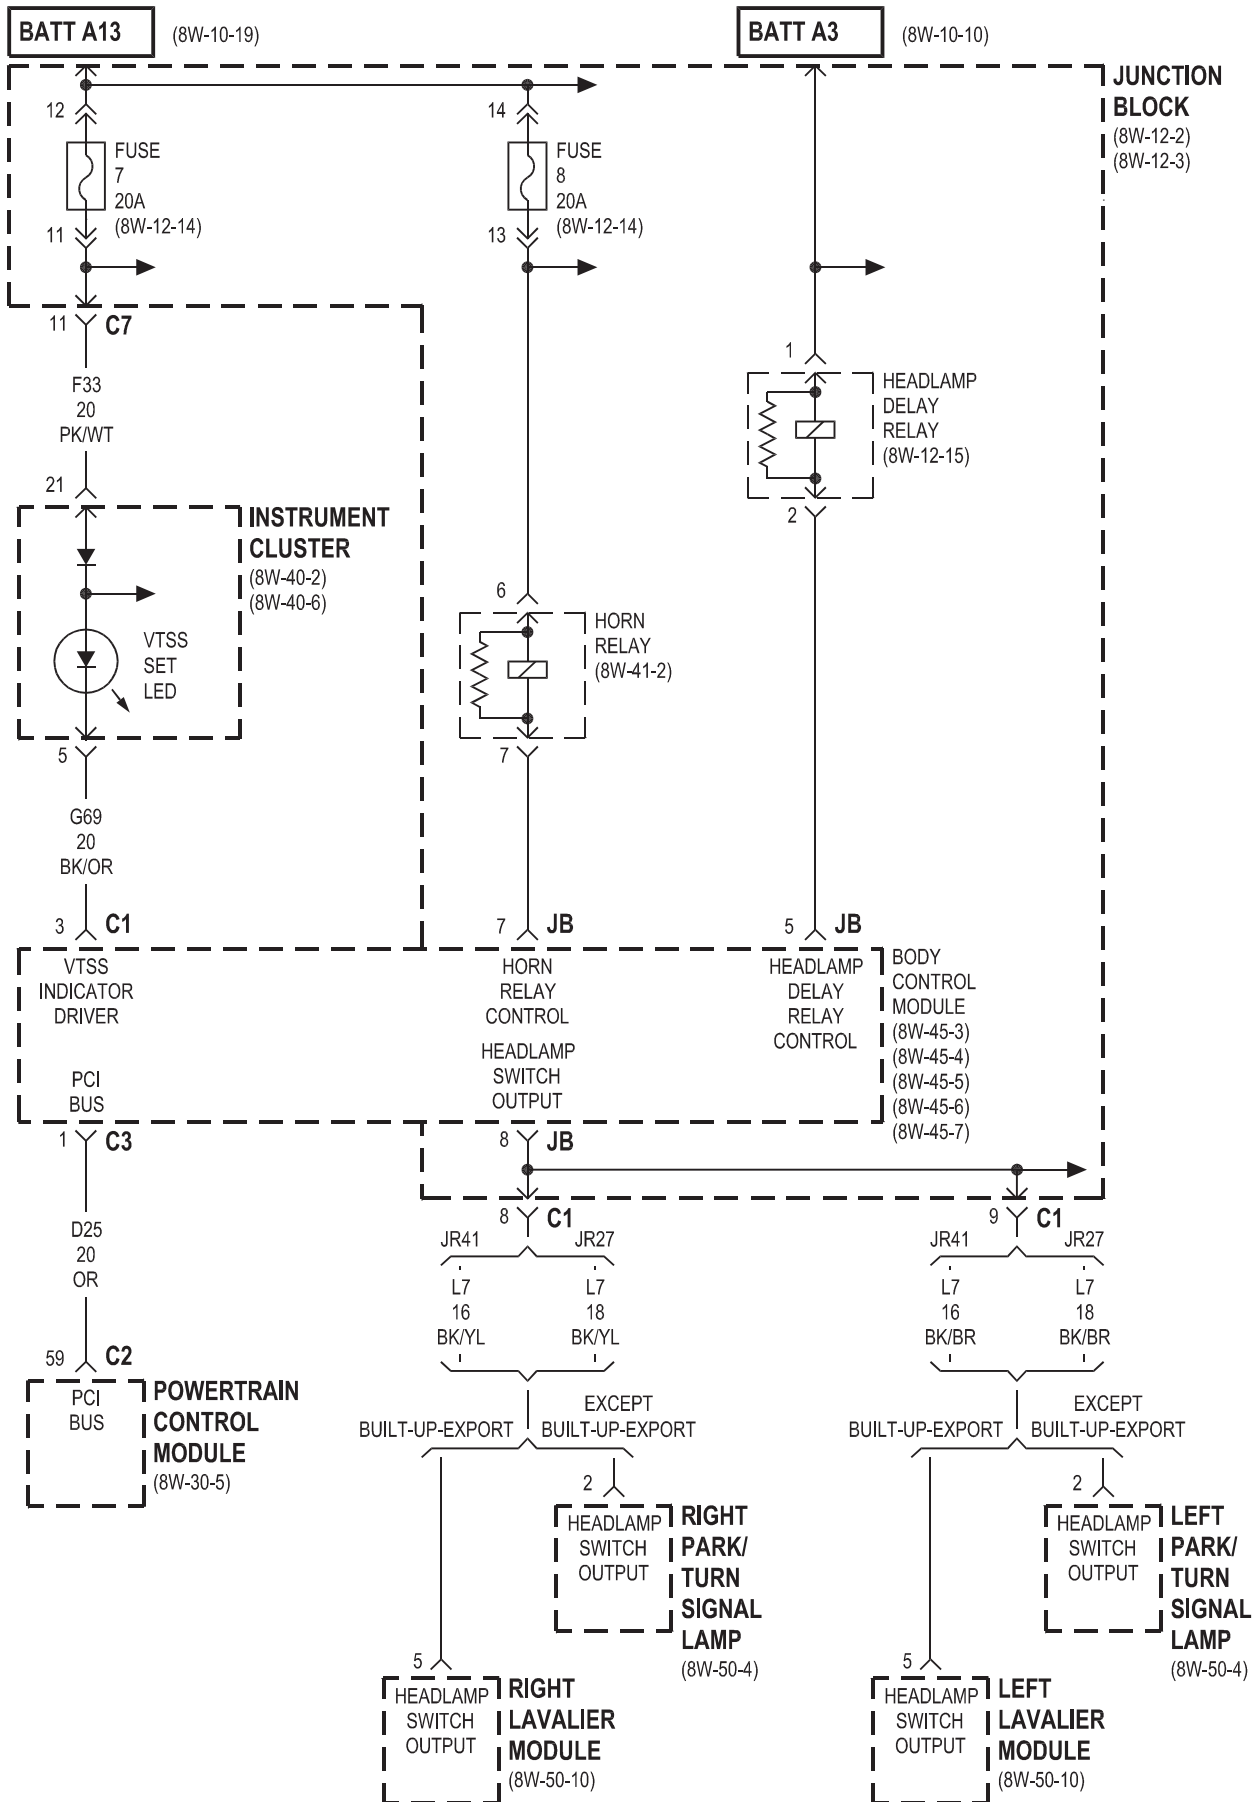 BATT A13
(8W-10-19)
BATT A3
(8W-10-10)
JUNCTION
BLOCK
(8W-12-2)
(8W-12-3)
12
FUSE
7
20A
(8W-12-14)
11
14
FUSE
8
20A
(8W-12-14)
13
11
C7
F33
20
PK/WT
21
INSTRUMENT
CLUSTER
(8W-40-2)
(8W-40-6)
VTSS
SET
LED
5
G69
20
BK/OR
3
C1
1
HEADLAMP
DELAY
RELAY
(8W-12-15)
2
6
HORN
RELAY
(8W-41-2)
7
7
JB
5
JB
VTSS
INDICATOR
DRIVER
HORN
RELAY
CONTROL
HEADLAMP
DELAY
RELAY
CONTROL
HEADLAMP
SWITCH
OUTPUT
PCI
BUS
BODY
CONTROL
MODULE
(8W-45-3)
(8W-45-4)
(8W-45-5)
(8W-45-6)
(8W-45-7)
1
C3
8
JB
D25
20
OR
59
C2
PCI
BUS
POWERTRAIN
CONTROL
MODULE
(8W-30-5)
8
C1
JR41
JR27
L7
16
BK/YL
L7
18
BK/YL
BUILT-UP-EXPORT
EXCEPT
BUILT-UP-EXPORT
2
HEADLAMP
SWITCH
OUTPUT
RIGHT
PARK/
TURN
SIGNAL
LAMP
(8W-50-4)
5
HEADLAMP
SWITCH
OUTPUT
RIGHT
LAVALIER
MODULE
(8W-50-10)
9
C1
JR41
JR27
L7
16
BK/BR
L7
18
BK/BR
BUILT-UP-EXPORT
EXCEPT
BUILT-UP-EXPORT
2
HEADLAMP
SWITCH
OUTPUT
LEFT
PARK/
TURN
SIGNAL
LAMP
(8W-50-4)
5
HEADLAMP
SWITCH
OUTPUT
LEFT
LAVALIER
MODULE
(8W-50-10)